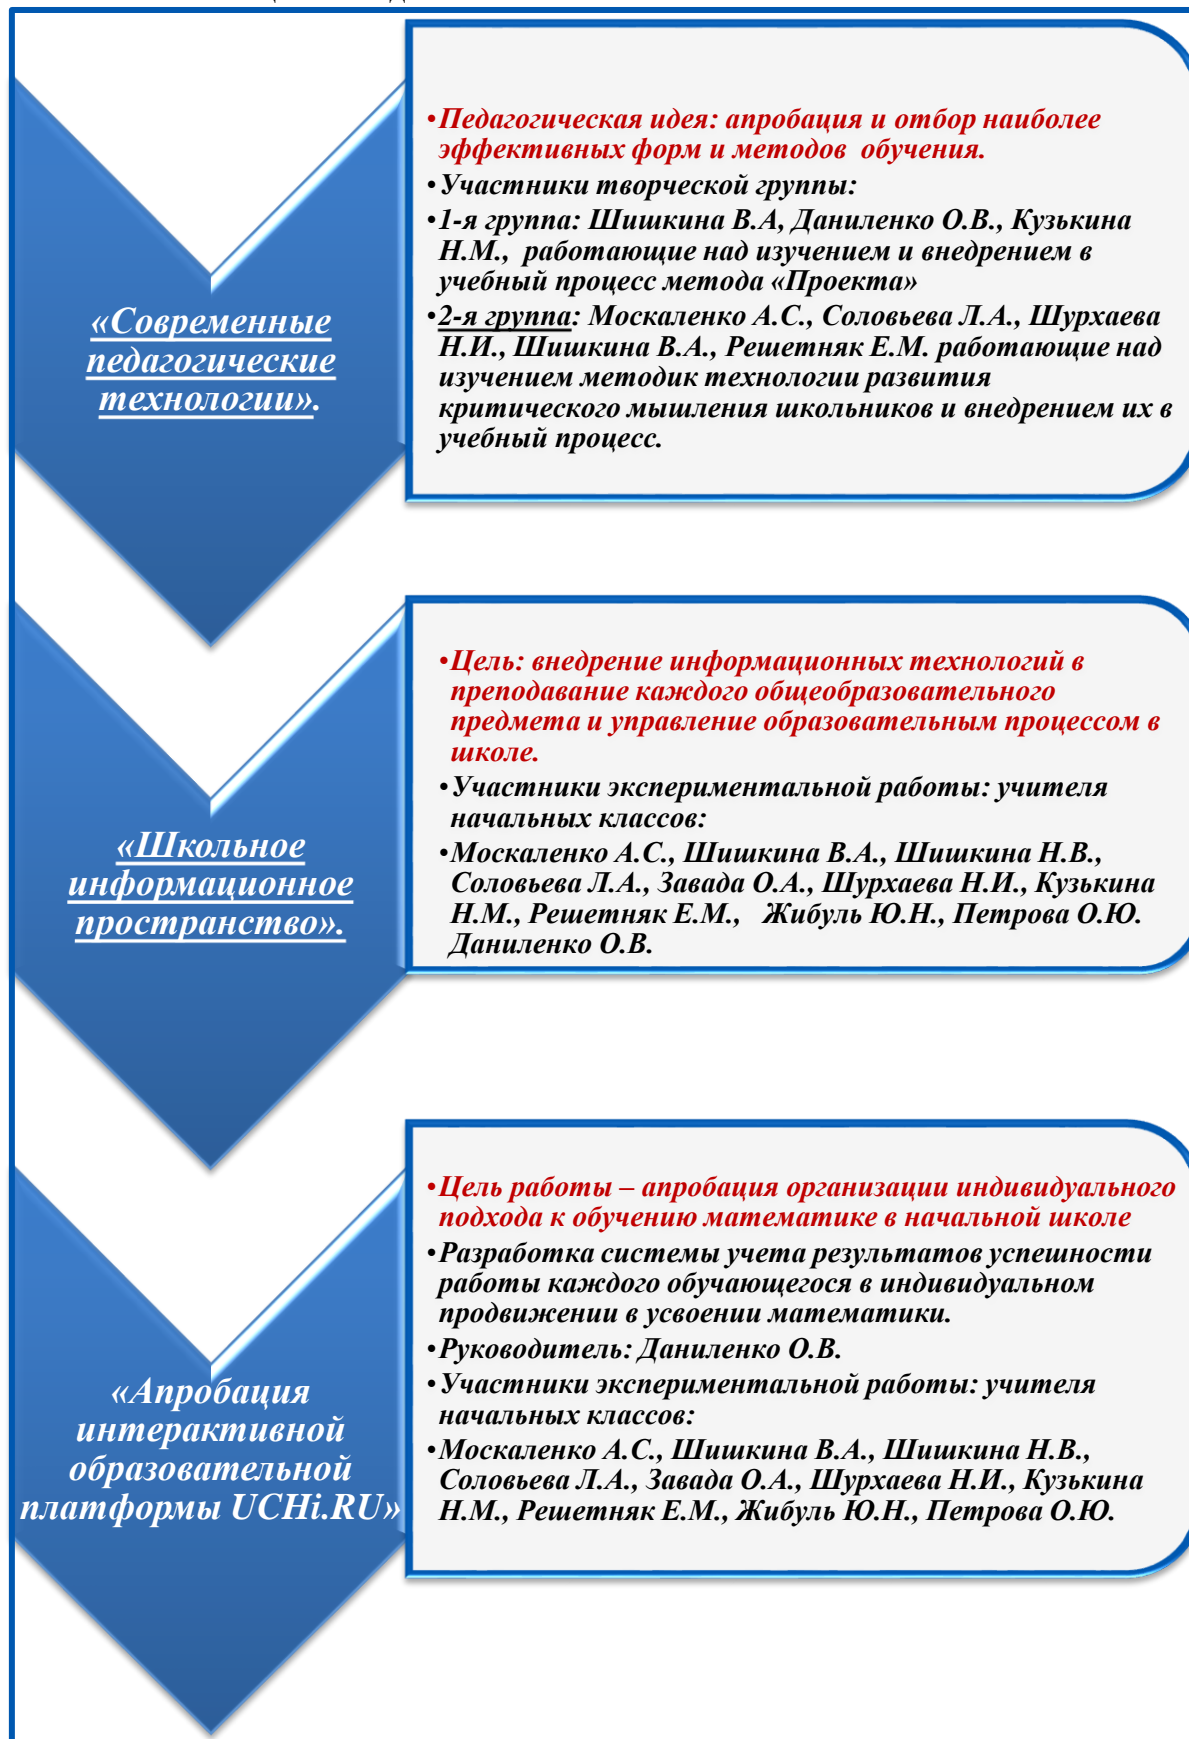 «Современные
педагогические
технологии».
•Педагогическая идея: апробация и отбор наиболее
эффективных форм и методов обучения.
•Участники творческой группы:
•1-я группа: Шишкина В.А, Даниленко О.В., Кузькина
Н.М., работающие над изучением и внедрением в
учебный процесс метода «Проекта»
•2-я группа: Москаленко А.С., Соловьева Л.А., Шурхаева
Н.И., Шишкина В.А., Решетняк Е.М. работающие над
изучением методик технологии развития
критического мышления школьников и внедрением их в
учебный процесс.
«Школьное
информационное
пространство».
•Цель: внедрение информационных технологий в
преподавание каждого общеобразовательного
предмета и управление образовательным процессом в
школе.
•Участники экспериментальной работы: учителя
начальных классов:
•Москаленко А.С., Шишкина В.А., Шишкина Н.В.,
Соловьева Л.А., Завада О.А., Шурхаева Н.И., Кузькина
Н.М., Решетняк Е.М., Жибуль Ю.Н., Петрова О.Ю.
Даниленко О.В.
«Апробация
интерактивной
образовательной
платформы UCHi.RU»
•Цель работы – апробация организации индивидуального
подхода к обучению математике в начальной школе
•Разработка системы учета результатов успешности
работы каждого обучающегося в индивидуальном
продвижении в усвоении математики.
•Руководитель: Даниленко О.В.
•Участники экспериментальной работы: учителя
начальных классов:
•Москаленко А.С., Шишкина В.А., Шишкина Н.В.,
Соловьева Л.А., Завада О.А., Шурхаева Н.И., Кузькина
Н.М., Решетняк Е.М., Жибуль Ю.Н., Петрова О.Ю.